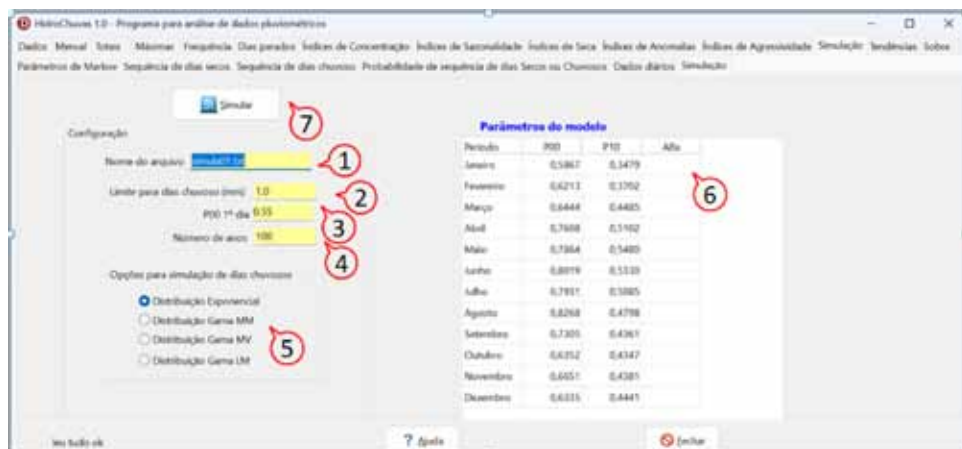 HidroChuvas 1.0 - Programa para análise de dados pluviométricos
Dados Mensal Totais Máximas Frequência Dias parados Índices de Concentração Índices de Sazonalidade Índices de Seca Índices de Anomalias Índices de Agressividade Simulação Tendências Sobre
Parâmetros de Markov Sequência de dias secos Sequência de dias chuvosos Probabilidade de sequência de dias Secos ou Chuvosos Dados diários Simulação
Simular
7
Configuração
Nome do arquivo
1
Limite para dias chuvoso (mm) 1.0
2
P00 1º dia 0.55
3
Número de anos 100
4
Opções para simulação de dias chuvosos
Distribuição Exponencial
Distribuição Gama MM
Distribuição Gama MV
Distribuição Gama LM
5
Parâmetros do modelo
Período P00 P10 Alfa
Janeiro 0,5867 0,3479
6
Fevereiro 0,6213 0,3702
Março 0,6444 0,4485
Abril 0,7608 0,5102
Maio 0,7864 0,5480
Junho 0,8019 0,5330
Julho 0,7931 0,5085
Agosto 0,8268 0,4798
Setembro 0,7305 0,4361
Outubro 0,6352 0,4347
Novembro 0,6651 0,4381
Dezembro 0,6335 0,4441
leu tudo ok
? Ajuda
Fechar